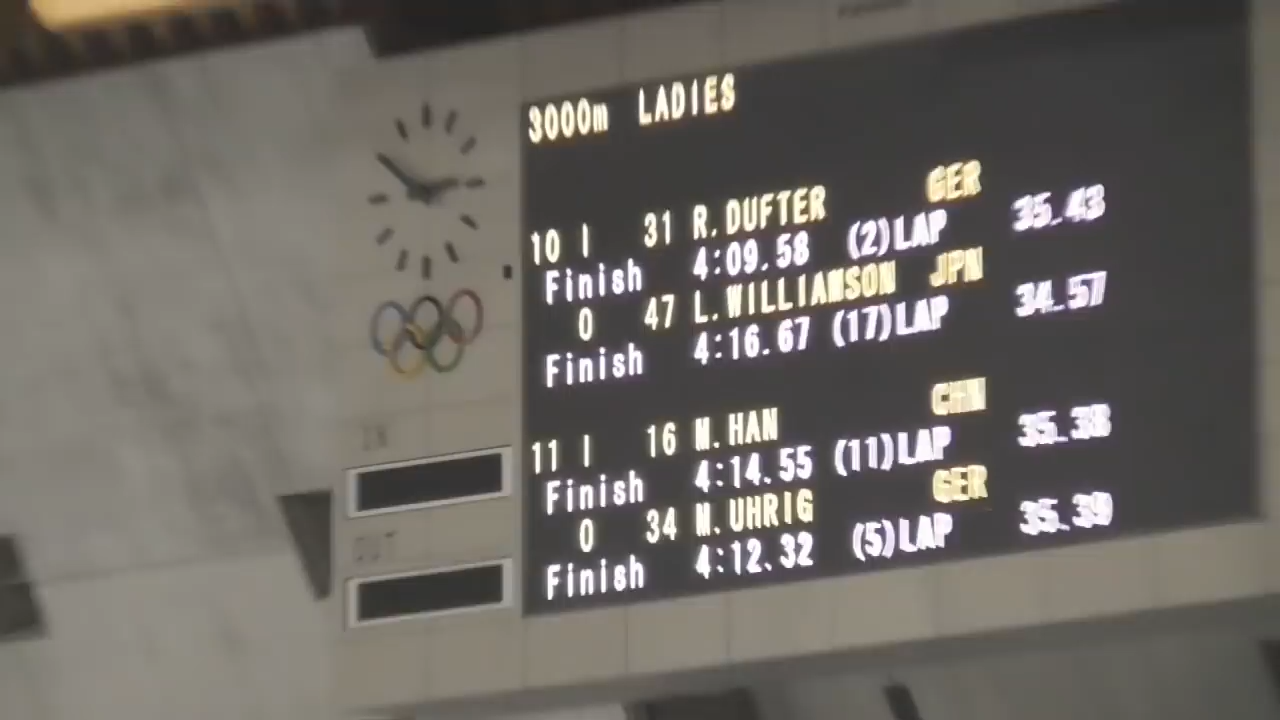 3000m LADIES
10 I 31 R.DUFTER GER
Finish 4:09.58 (2)LAP 35.43
O 47 L.WILLIAMSON JPN
Finish 4:16.67 (17)LAP 34.57
11 I 16 M.HAN CHN
Finish 4:14.55 (11)LAP 35.38
O 34 M.UHRIG GER
Finish 4:12.32 (5)LAP 35.39
IN
OUT